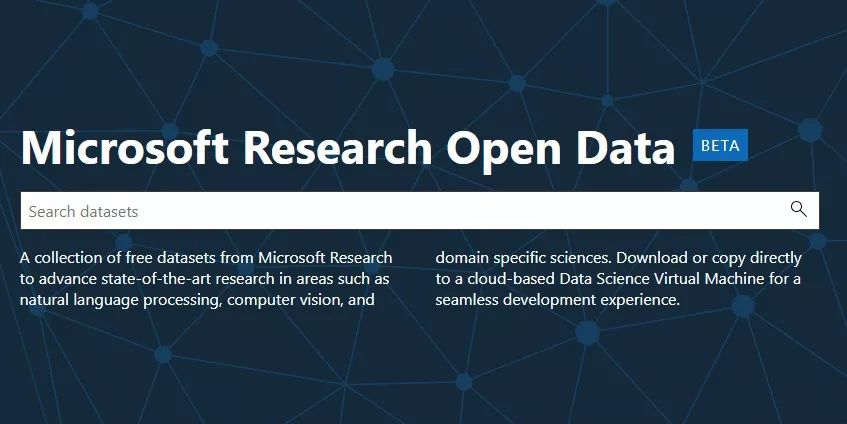 Microsoft Research Open Data BETA
Search datasets
A collection of free datasets from Microsoft Research
to advance state-of-the-art research in areas such as
natural language processing, computer vision, and
domain specific sciences. Download or copy directly
to a cloud-based Data Science Virtual Machine for a
seamless development experience.